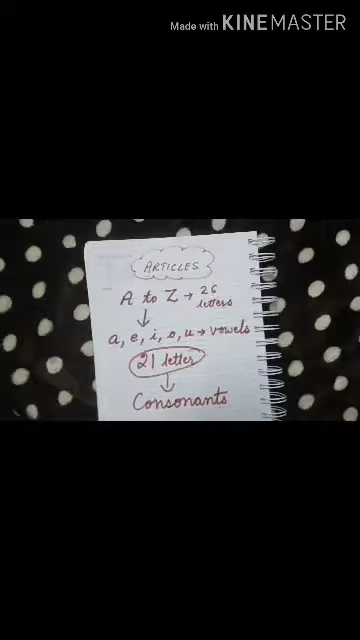 Made with KINEMASTER
ARTICLES
A to Z → 26 letters
↓
a, e, i, o, u → vowels
21 letter
↓
Consonants